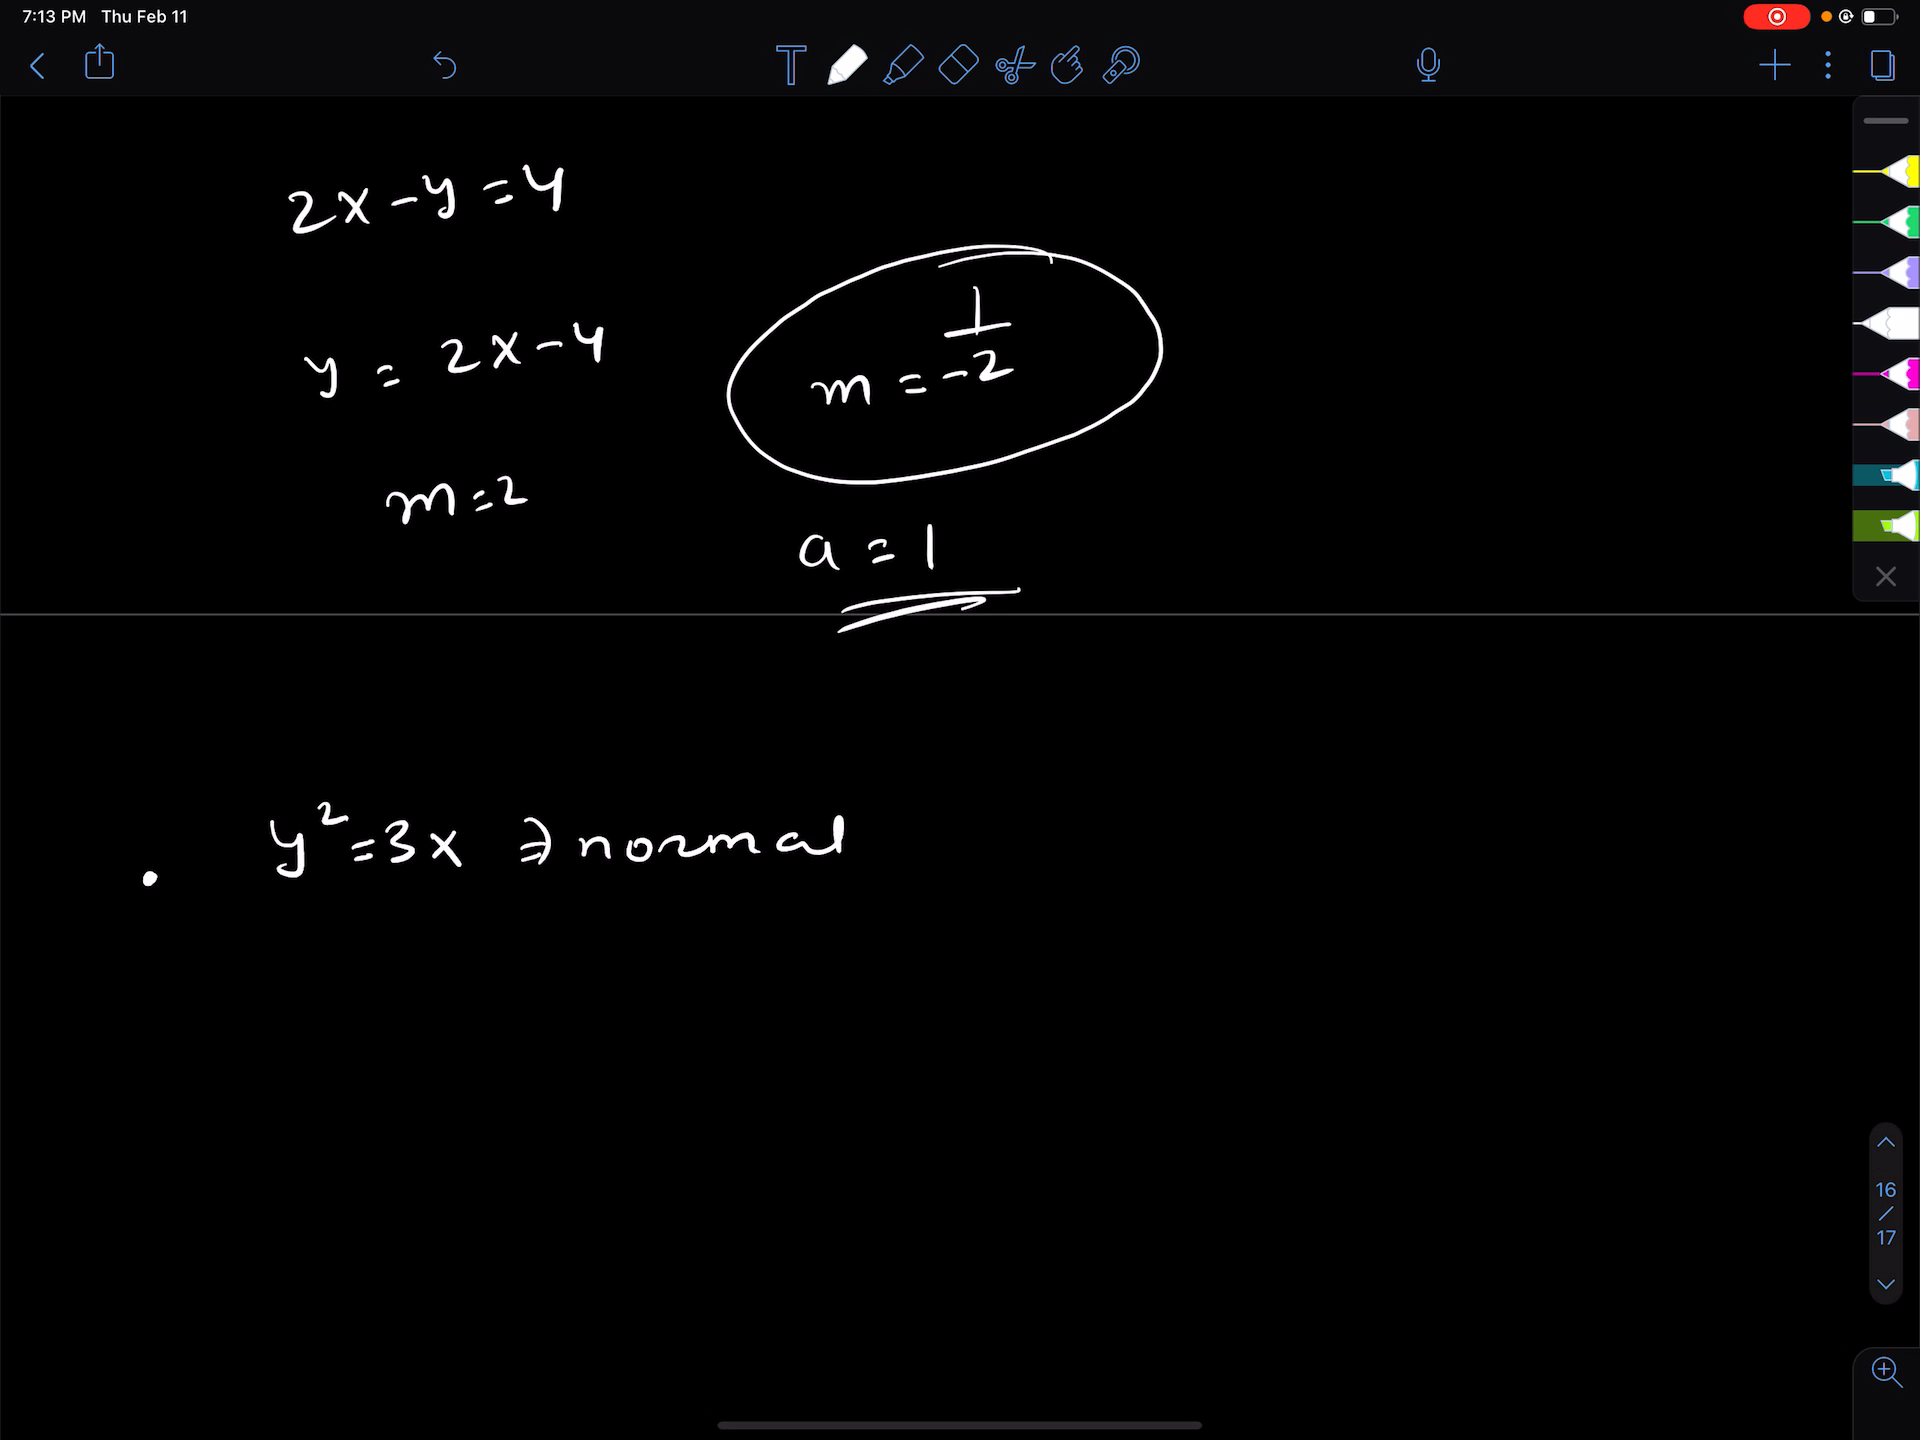 7:13 PM Thu Feb 11
2x - y = 4
y = 2x - 4
m = -1/2
m = 2
a = 1
y² = 3x ⇒ normal
16
/
17